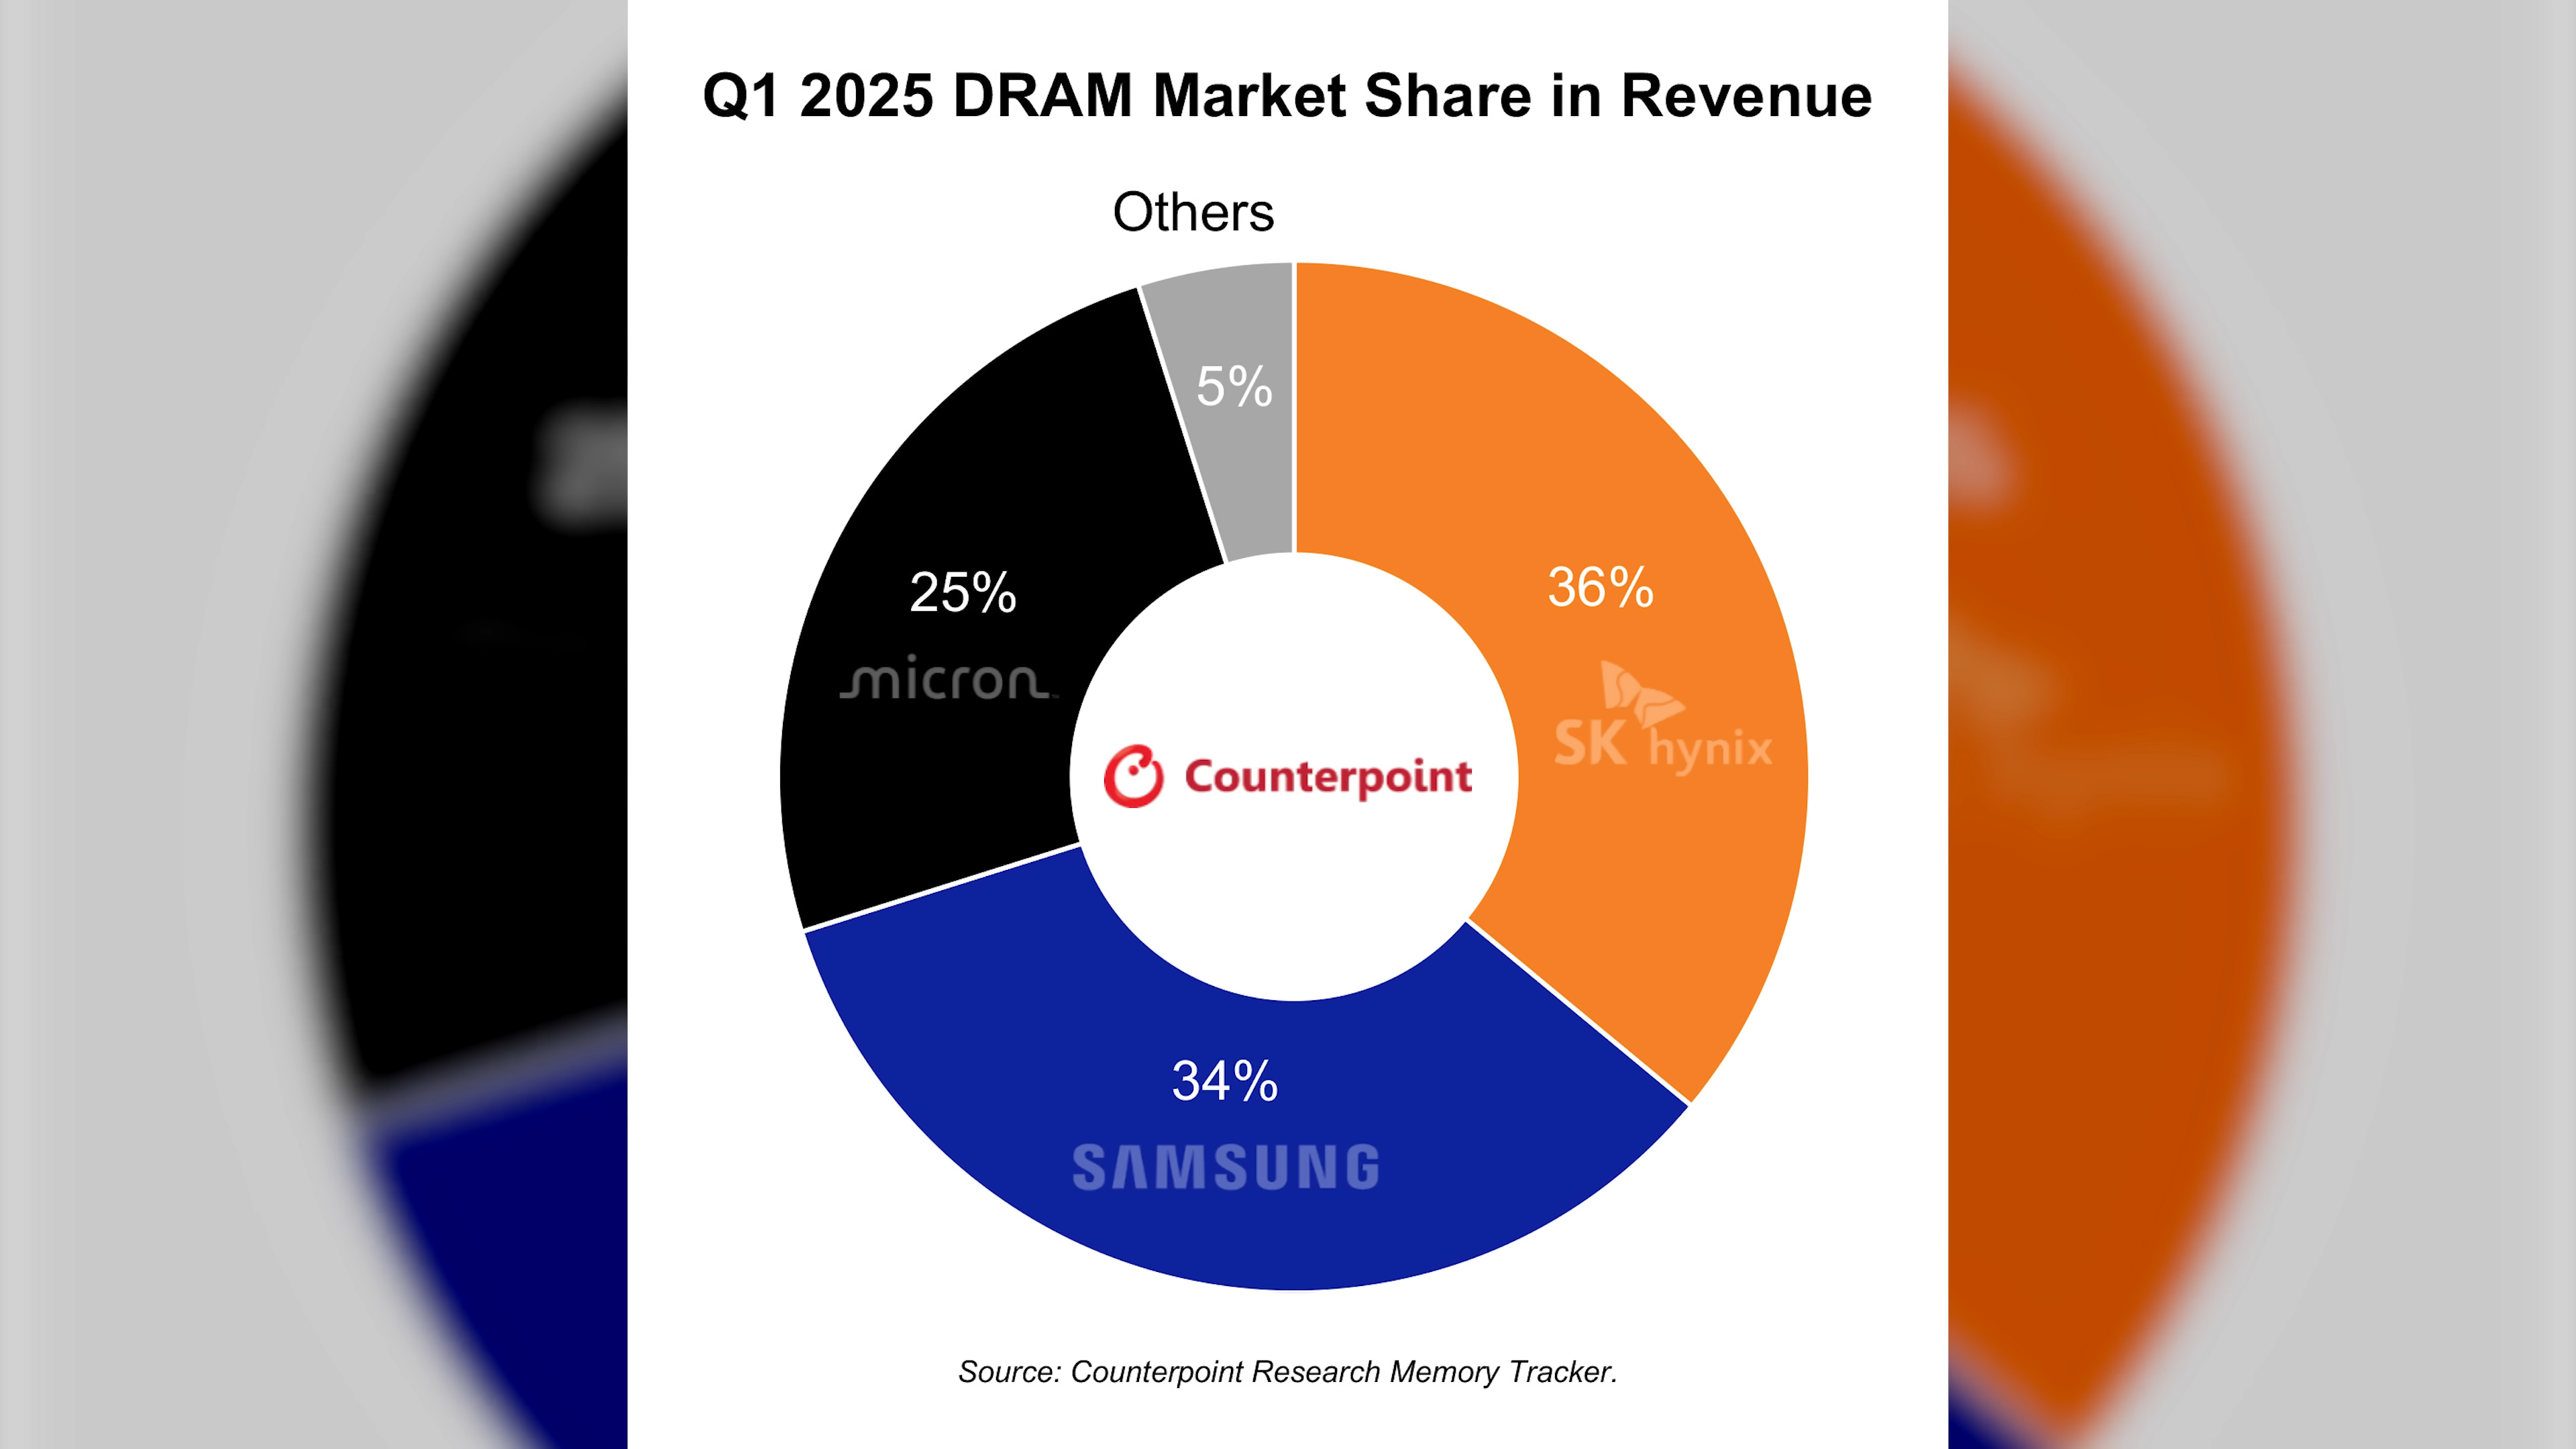 Q1 2025 DRAM Market Share in Revenue
Others
5%
36%
SK hynix
25%
micron
Counterpoint
34%
SAMSUNG
Source: Counterpoint Research Memory Tracker.